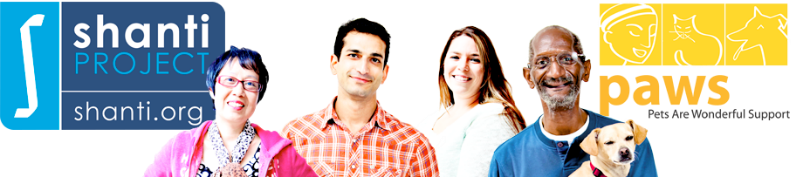 shanti
PROJECT
shanti.org
paws
Pets Are Wonderful Support